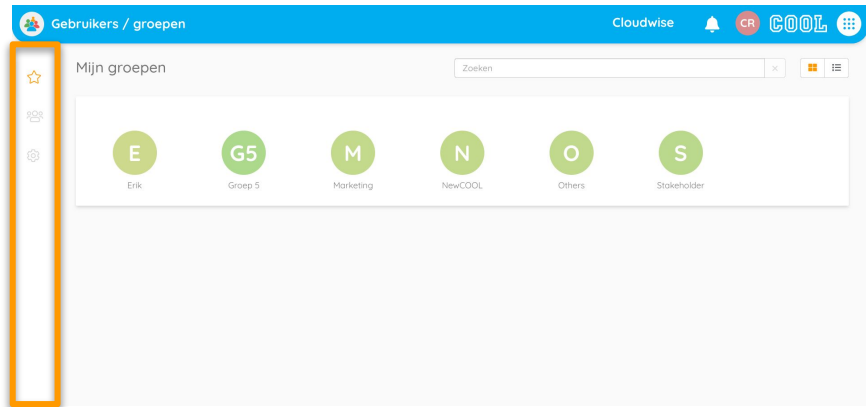 Gebruikers / groepen
Cloudwise
CR
COOL
Mijn groepen
Zoeken
E
G5
M
N
O
S
Erik
Groep 5
Marketing
NewCOOL
Others
Stakeholder